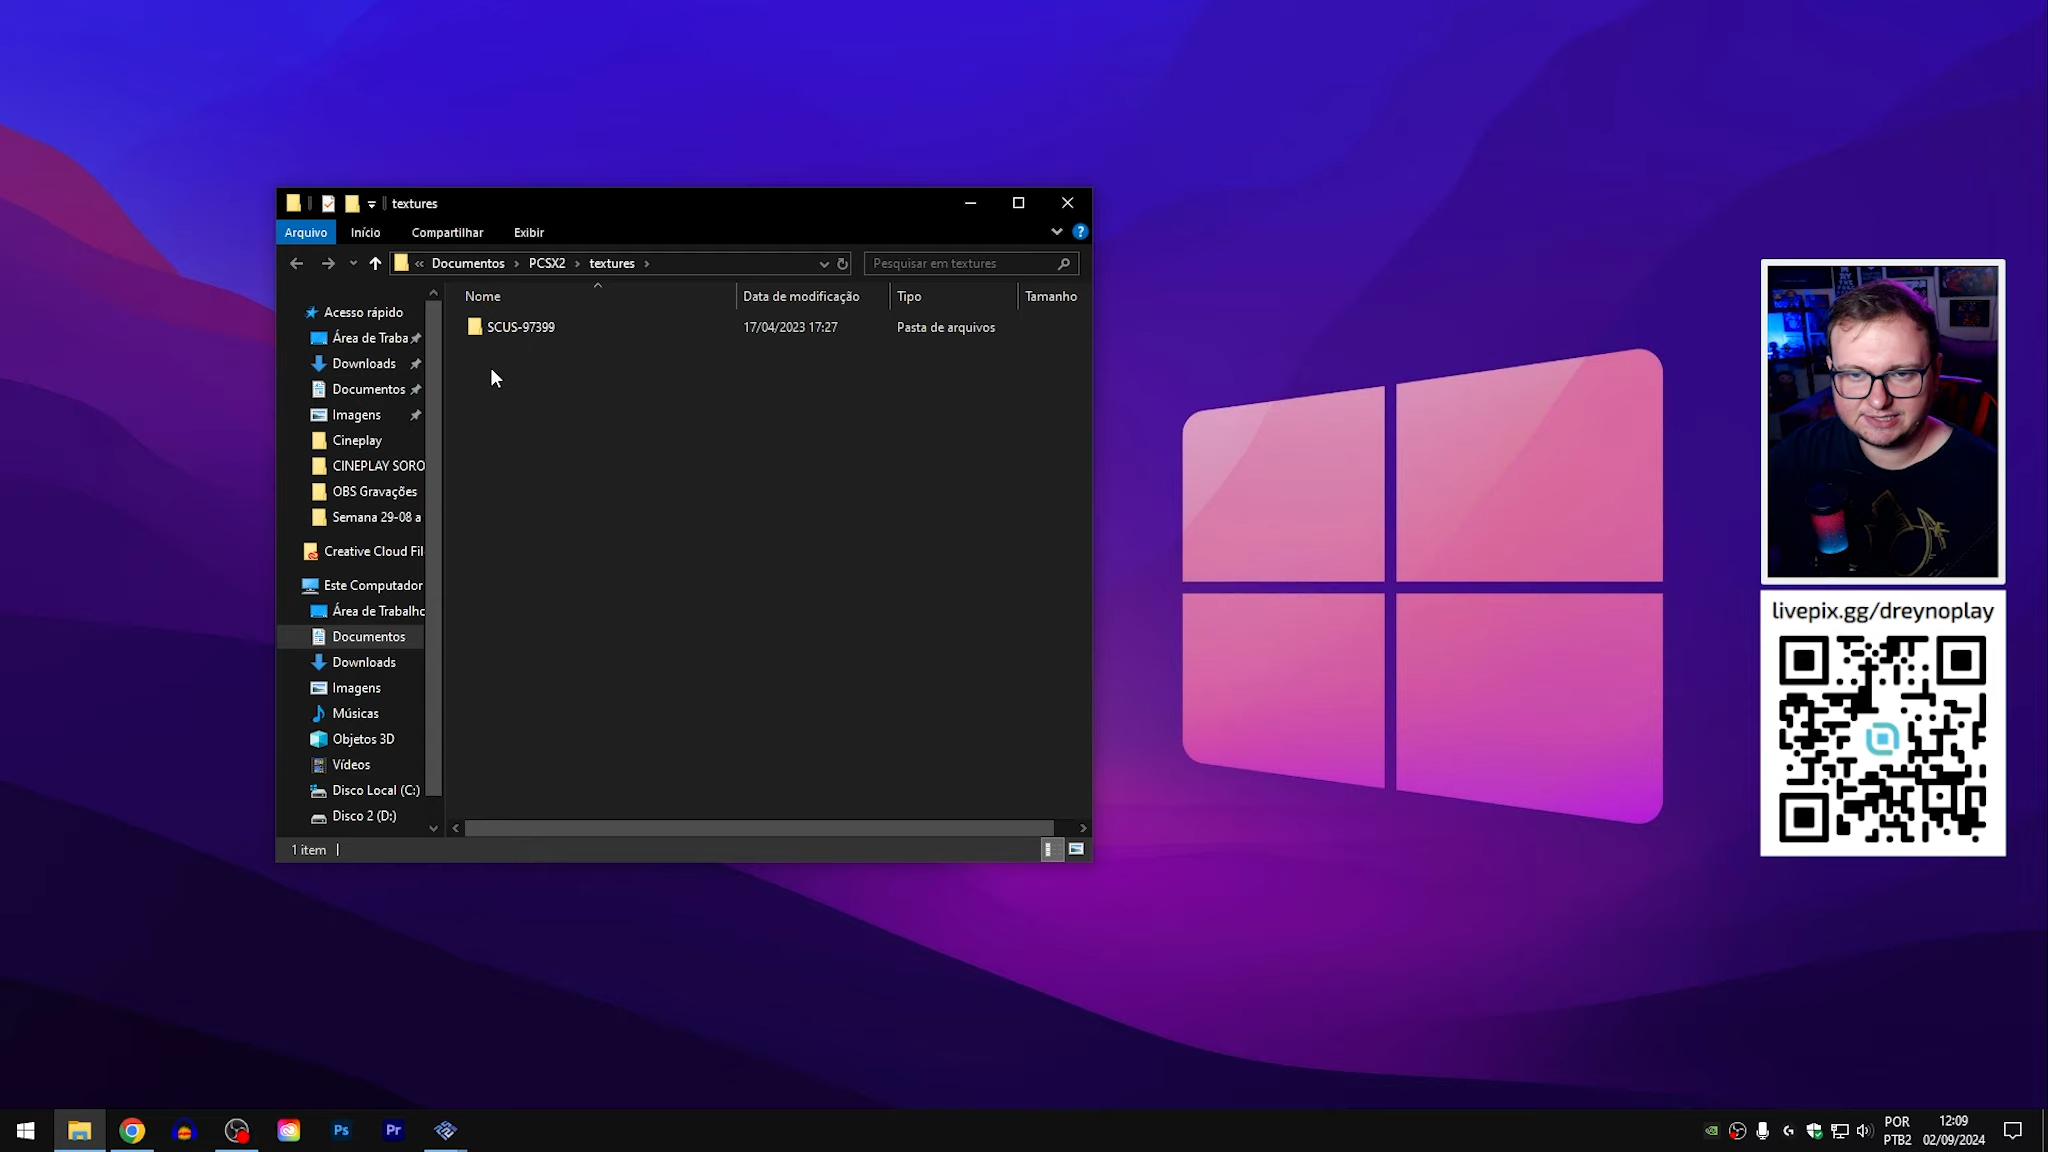 textures
Arquivo Início Compartilhar Exibir
« Documentos > PCSX2 > textures >
Pesquisar em textures
Nome Data de modificação Tipo Tamanho
SCUS-97399 17/04/2023 17:27 Pasta de arquivos
Acesso rápido
Área de Traba
Downloads
Documentos
Imagens
Cineplay
CINEPLAY SORO
OBS Gravações
Semana 29-08 a
Creative Cloud Fil
Este Computador
Área de Trabalho
Documentos
Downloads
Imagens
Músicas
Objetos 3D
Vídeos
Disco Local (C:)
Disco 2 (D:)
1 item
livepix.gg/dreynoplay
Ps
Pr
POR
PTB2
12:09
02/09/2024